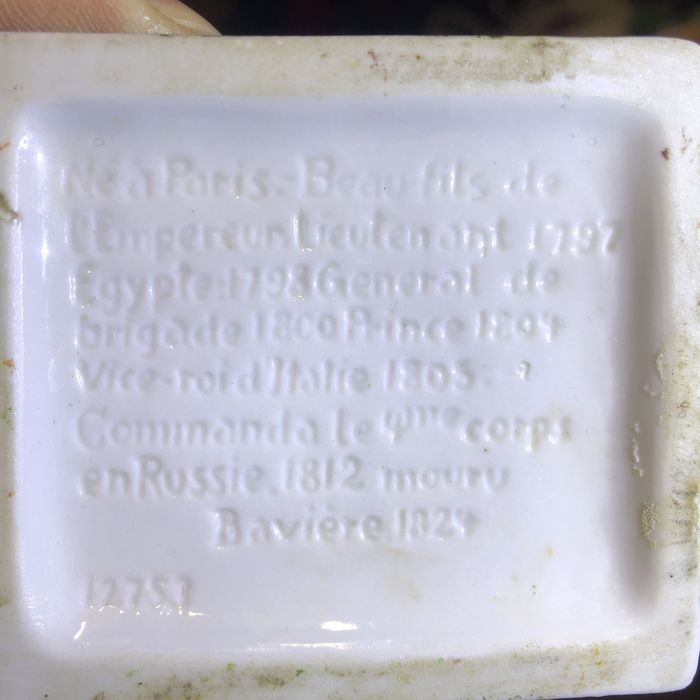 Né à Paris.-Beau fils de
l'Empereur Lieutenant 1797
Egypte.1798 General de
brigade 1800 Prince 1804
Vice-roi d'Italie 1805.
Commanda le 4me corps
en Russie.1812 mouru
Bavière.1824
12753